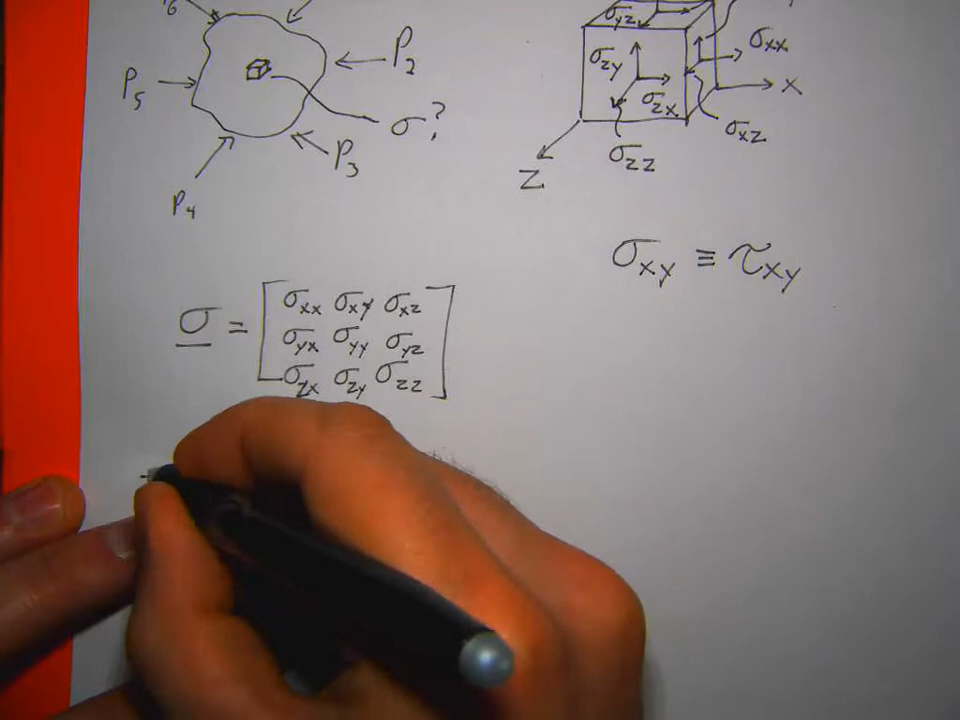 P5
P2
σ?
P3
P4
σyz
σzy
σzx
σzz
σxx
σxz
x
z
σxy ≡ τxy
σ = [σxx σxy σxz
σyx σyy σyz
σzx σzy σzz]